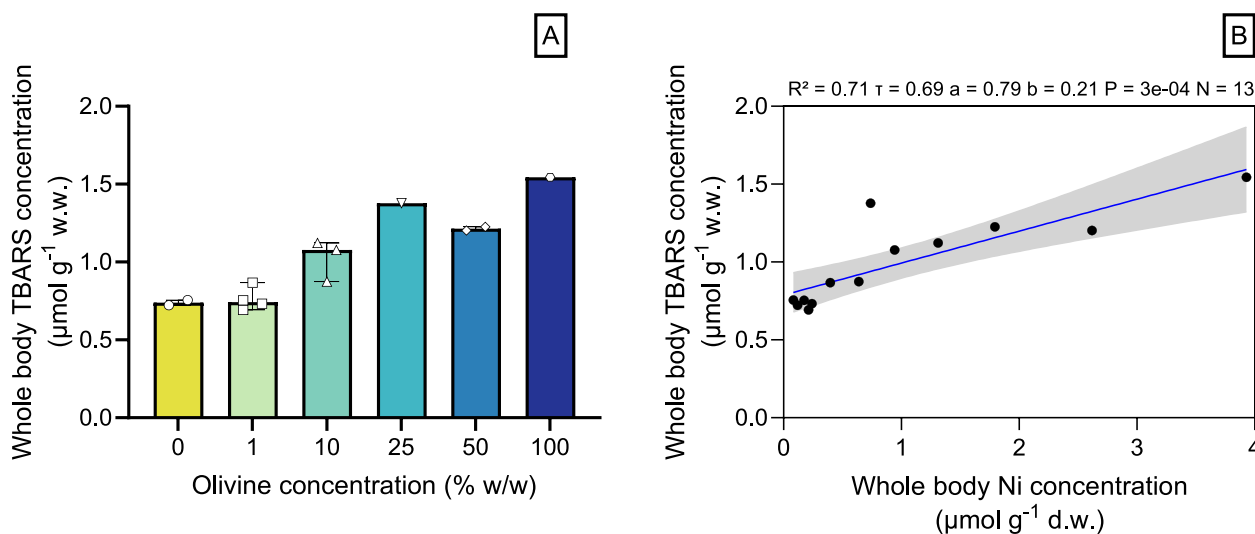 A
Whole body TBARS concentration
(µmol g⁻¹ w.w.)
2.0
1.5
1.0
0.5
0.0
0 1 10 25 50 100
Olivine concentration (% w/w)
B
R² = 0.71 τ = 0.69 a = 0.79 b = 0.21 P = 3e-04 N = 13
Whole body TBARS concentration
(µmol g⁻¹ w.w.)
2.0
1.5
1.0
0.5
0.0
0 1 2 3 4
Whole body Ni concentration
(µmol g⁻¹ d.w.)